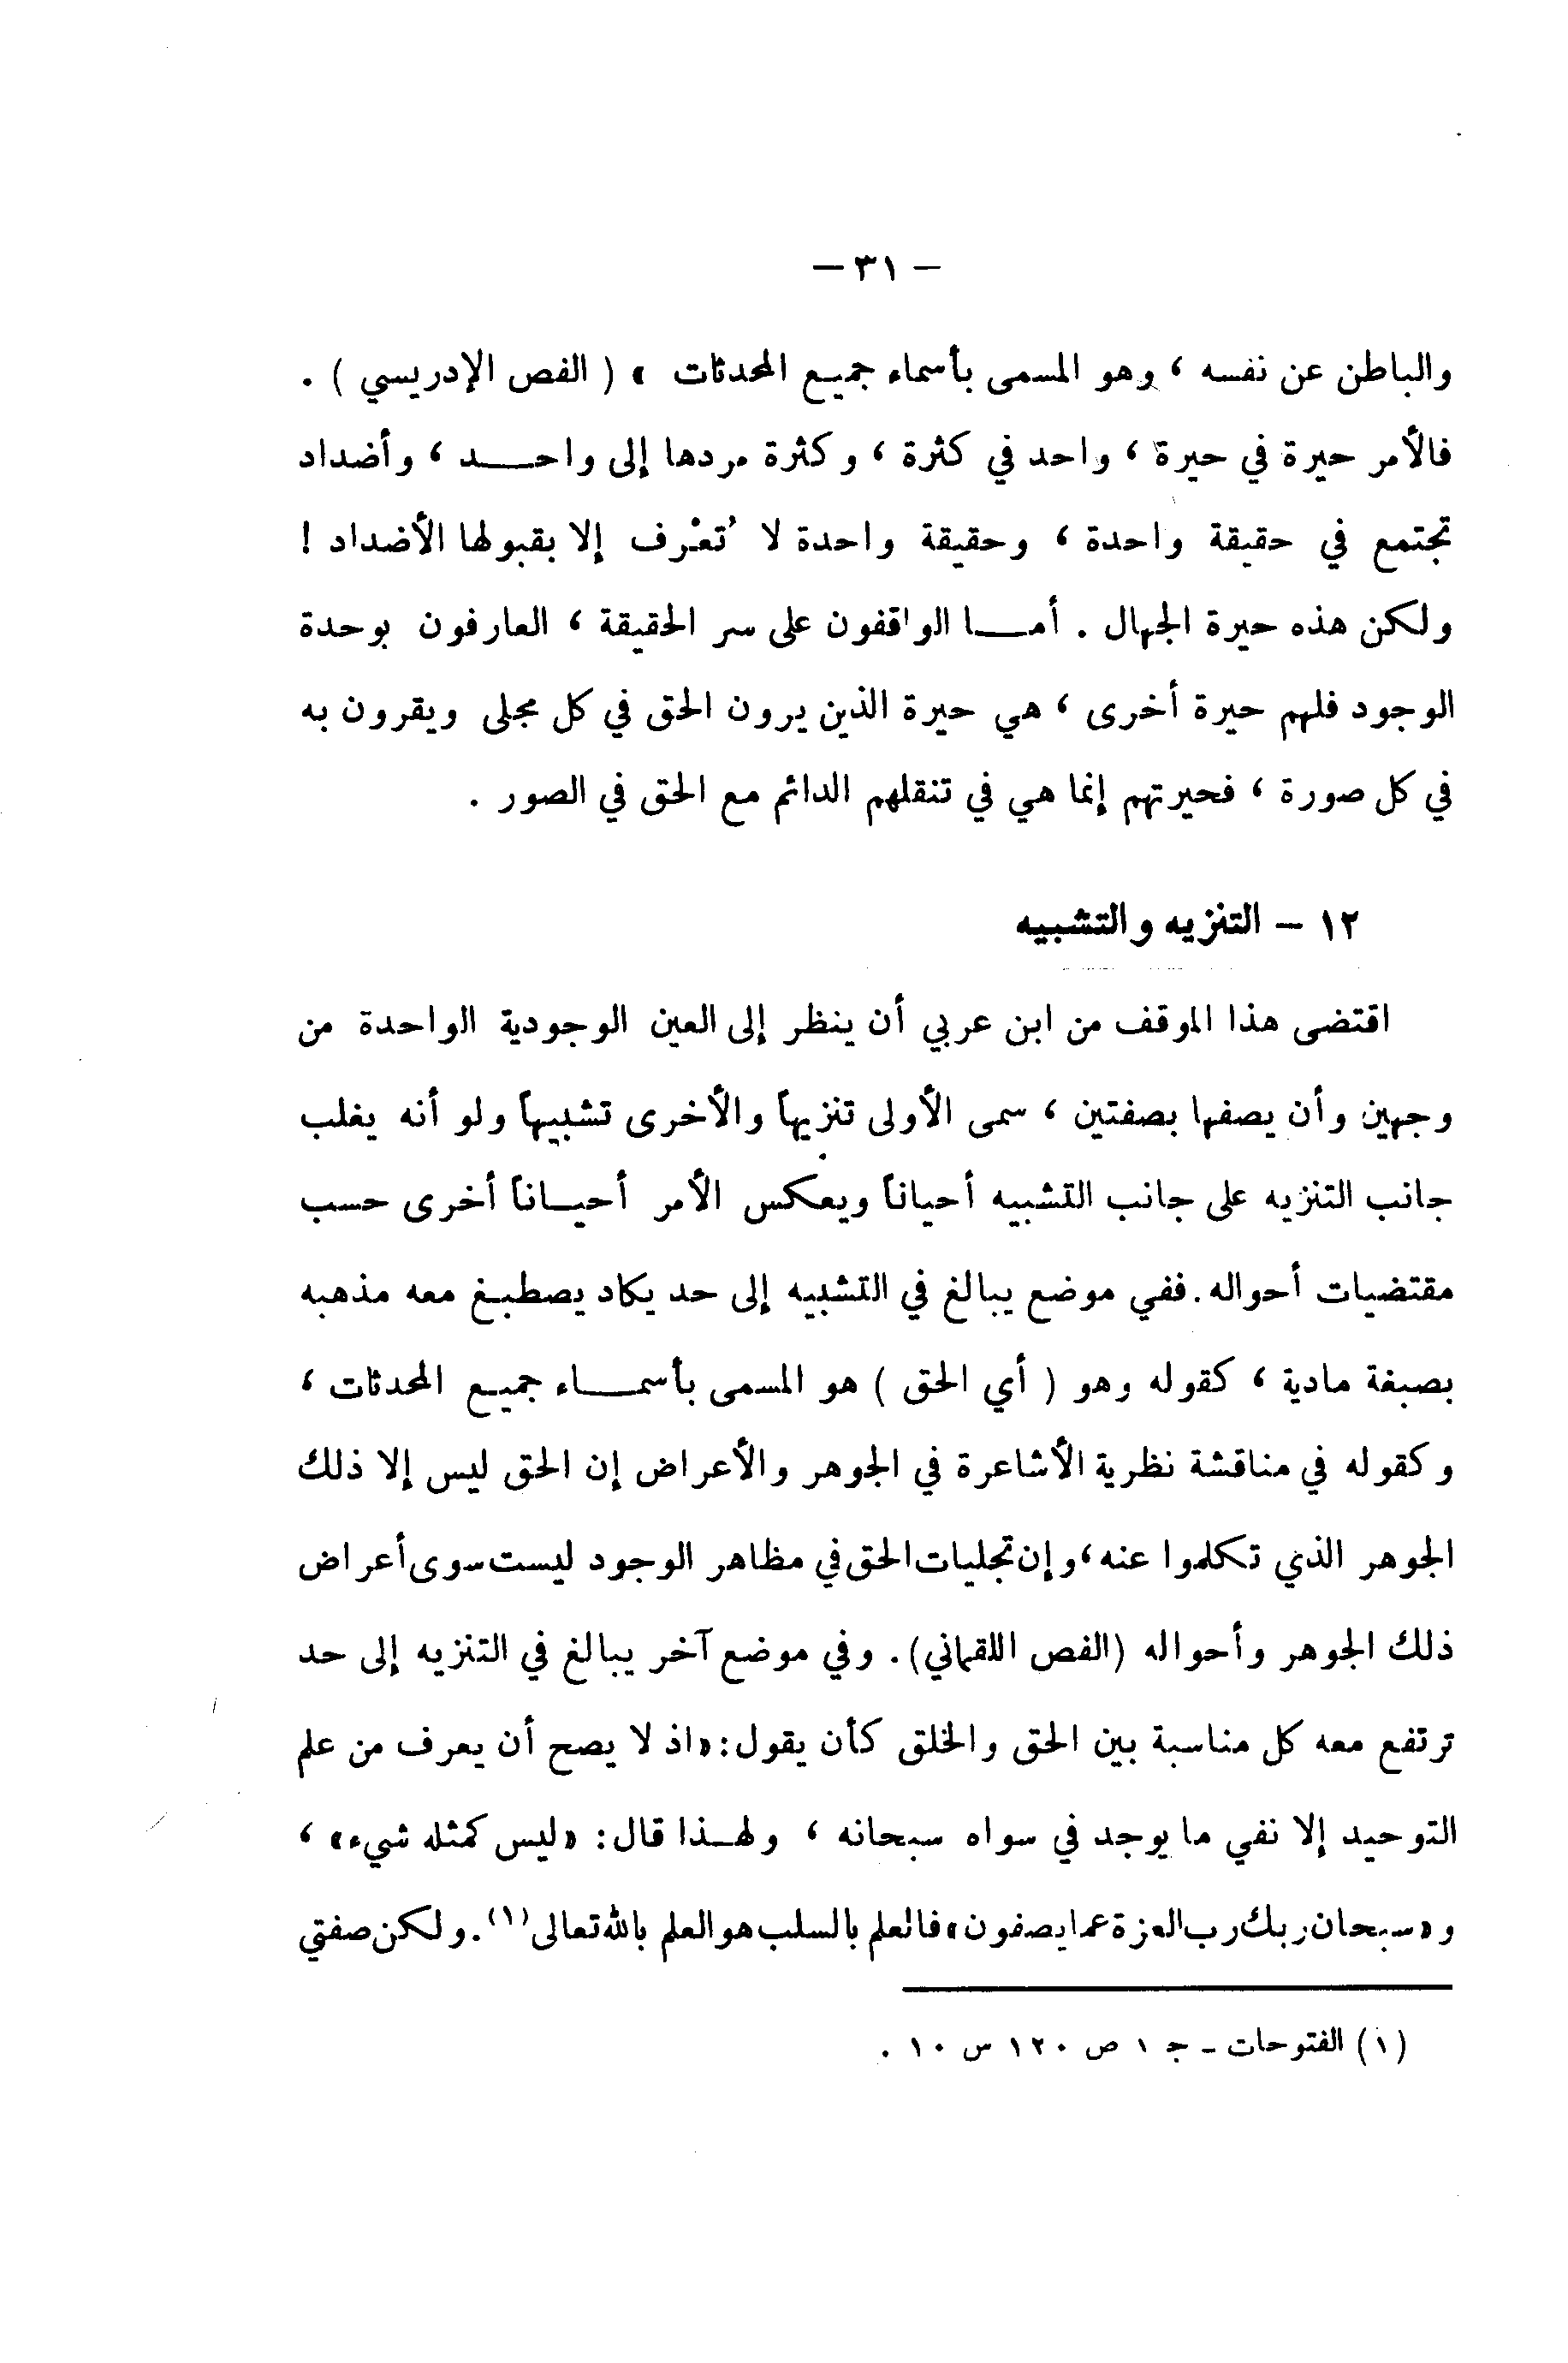 — ٣١ —
والباطن عن نفسه ، وهو المسمى بأسماء جميع المحدثات » ( الفص الإدريسي ) .
فالأمر حيرة في حيرة ، واحد في كثرة ، وكثرة مردها إلى واحد ، وأضداد
تجتمع في حقيقة واحدة ، وحقيقة واحدة لا تُعْرف إلا بقبولها الأضداد !
ولكن هذه حيرة الجهال . أما الواقفون على سر الحقيقة ، العارفون بوحدة
الوجود فلهم حيرة أخرى ، هي حيرة الذين يرون الحق في كل مجلى ويقرون به
في كل صورة ، فحيرتهم إنما هي في تنقلهم الدائم مع الحق في الصور .
١٢ – التنزيه والتشبيه
اقتضى هذا الموقف من ابن عربي أن ينظر إلى العين الوجودية الواحدة من
وجهين وأن يصفها بصفتين ، سمى الأولى تنزيهاً والأخرى تشبيهاً ولو أنه يغلب
جانب التنزيه على جانب التشبيه أحياناً ويعكس الأمر أحياناً أخرى حسب
مقتضيات أحواله. ففي موضع يبالغ في التشبيه إلى حد يكاد يصطبغ معه مذهبه
بصبغة مادية ، كقوله وهو ( أي الحق ) هو المسمى بأسماء جميع المحدثات ،
وكقوله في مناقشة نظرية الأشاعرة في الجوهر والأعراض إن الحق ليس إلا ذلك
الجوهر الذي تكلموا عنه، وإن تجليات الحق في مظاهر الوجود ليست سوى أعراض
ذلك الجوهر وأحواله (الفص اللقماني). وفي موضع آخر يبالغ في التنزيه إلى حد
ترتفع معه كل مناسبة بين الحق والخلق كأن يقول: «اذ لا يصح أن يعرف من علم
التوحيد إلا نفي ما يوجد في سواه سبحانه ، ولهذا قال: «ليس كمثله شيء» ،
و«سبحان ربك رب العزة عما يصفون» فالعلم بالسلب هو العلم بالله تعالى(١). ولكن صفتي
(١) الفتوحات – ج ١ ص ١٢٠ س ١٠ .